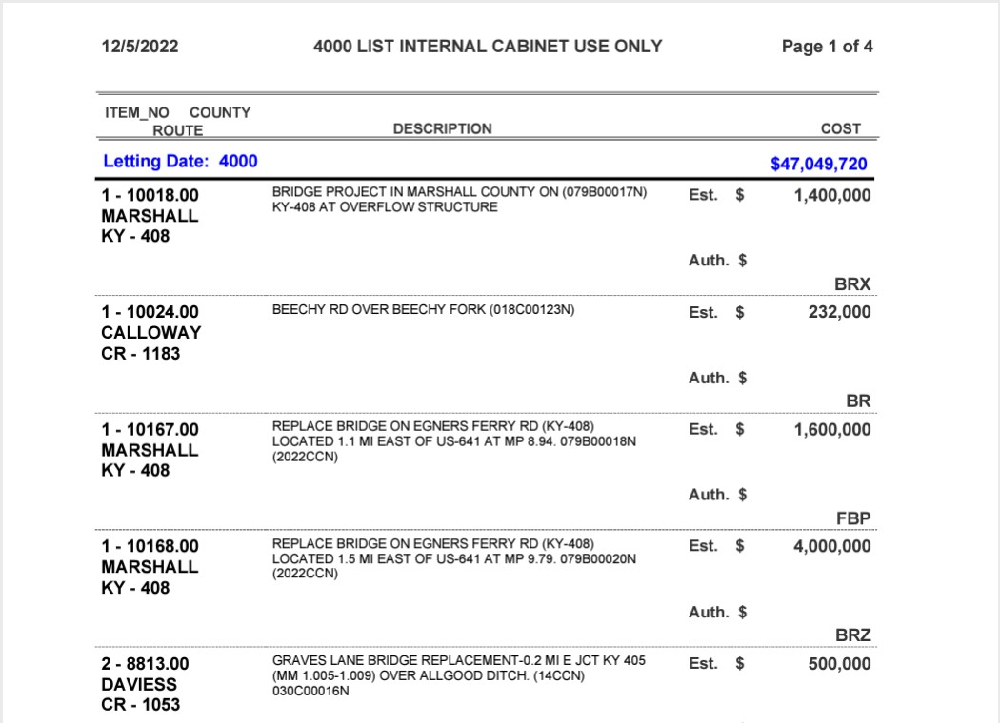 12/5/2022 4000 LIST INTERNAL CABINET USE ONLY Page 1 of 4
ITEM_NO COUNTY
ROUTE DESCRIPTION COST
Letting Date: 4000 $47,049,720
1 - 10018.00 BRIDGE PROJECT IN MARSHALL COUNTY ON (079B00017N) Est. $ 1,400,000
MARSHALL KY-408 AT OVERFLOW STRUCTURE
KY - 408
Auth. $
BRX
1 - 10024.00 BEECHY RD OVER BEECHY FORK (018C00123N) Est. $ 232,000
CALLOWAY
CR - 1183
Auth. $
BR
1 - 10167.00 REPLACE BRIDGE ON EGNERS FERRY RD (KY-408) Est. $ 1,600,000
MARSHALL LOCATED 1.1 MI EAST OF US-641 AT MP 8.94. 079B00018N
KY - 408 (2022CCN)
Auth. $
FBP
1 - 10168.00 REPLACE BRIDGE ON EGNERS FERRY RD (KY-408) Est. $ 4,000,000
MARSHALL LOCATED 1.5 MI EAST OF US-641 AT MP 9.79. 079B00020N
KY - 408 (2022CCN)
Auth. $
BRZ
2 - 8813.00 GRAVES LANE BRIDGE REPLACEMENT-0.2 MI E JCT KY 405 Est. $ 500,000
DAVIESS (MM 1.005-1.009) OVER ALLGOOD DITCH. (14CCN)
CR - 1053 030C00016N